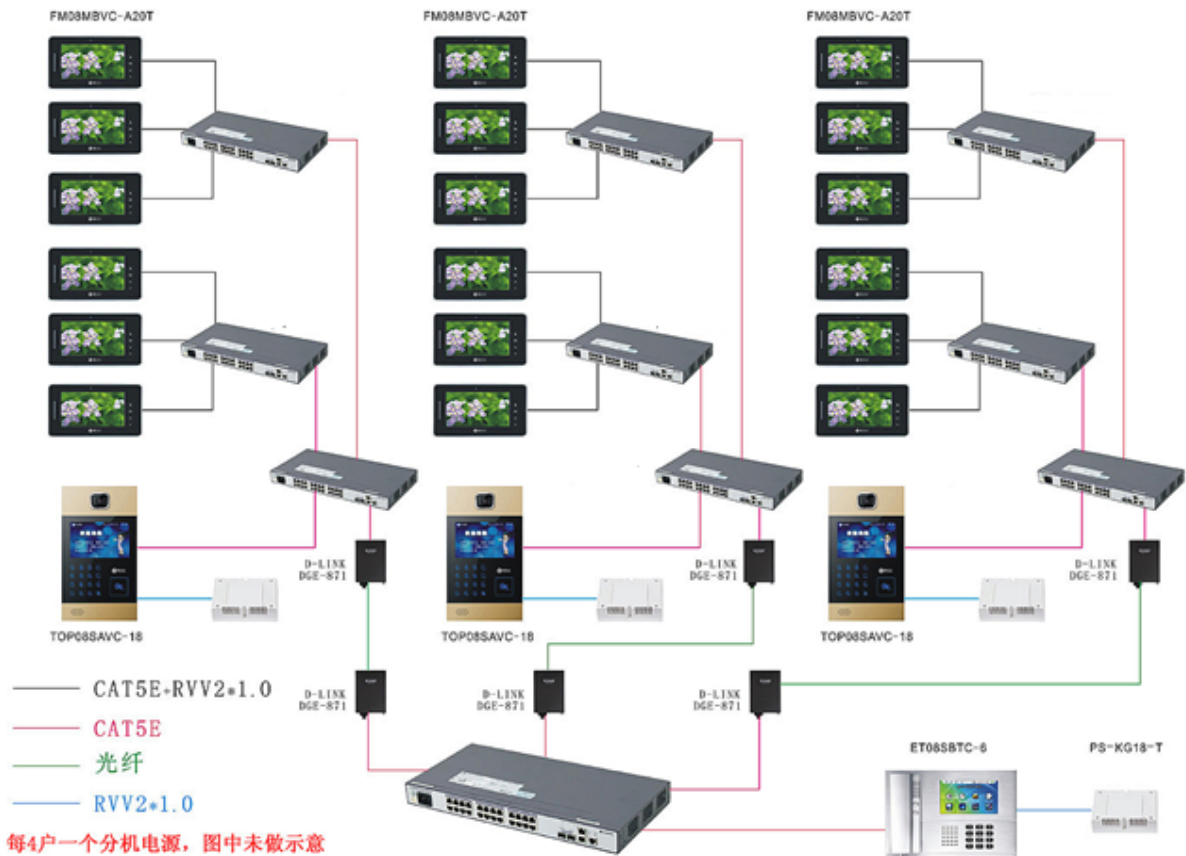 FM08MBVC-A20T FM08MBVC-A20T FM08MBVC-A20T
D-LINK
DGE-871
D-LINK
DGE-871
D-LINK
DGE-871
TOP08SAVC-18 TOP08SAVC-18 TOP08SAVC-18
D-LINK
DGE-871
D-LINK
DGE-871
D-LINK
DGE-871
CAT5E+RVV2*1.0
CAT5E
光纤
RVV2*1.0
ET08SBTC-6 PS-KG18-T
每4户一个分机电源，图中未做示意